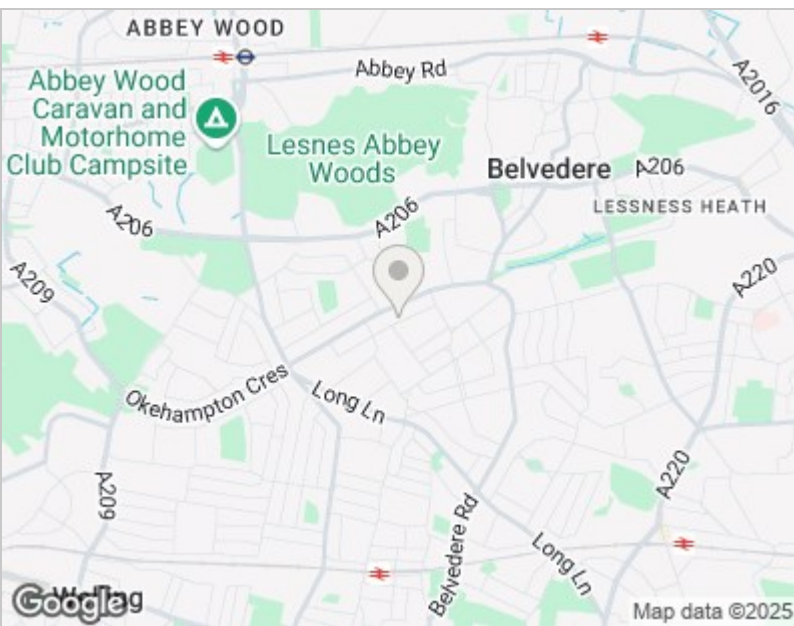 ABBEY WOOD
Abbey Rd
A2016
Abbey Wood
Caravan and
Motorhome
Club Campsite
Lesnes Abbey
Woods
Belvedere
A206
LESSNESS HEATH
A206
A206
A209
A220
Okehampton Cres
Long Ln
A209
A220
Belvedere Rd
Long Ln
Welling
Google
Map data ©2025